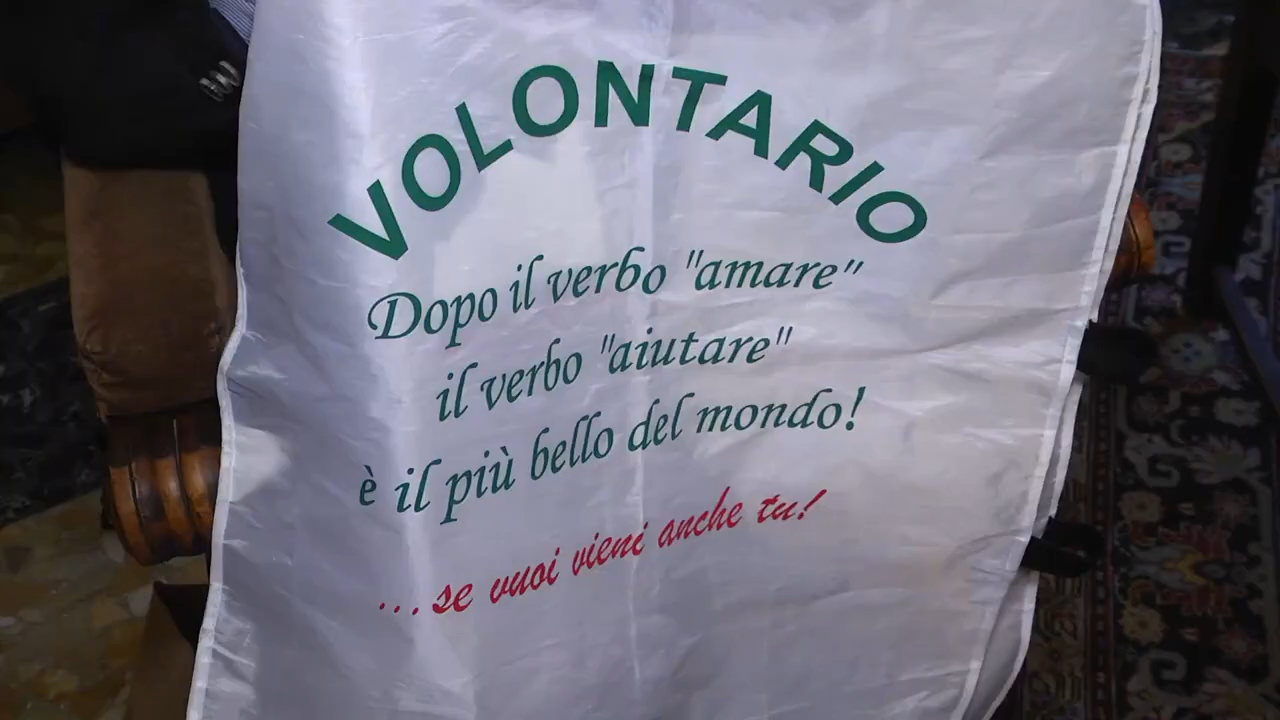 VOLONTARIO
Dopo il verbo "amare"
il verbo "aiutare"
è il più bello del mondo!
...se vuoi vieni anche tu!